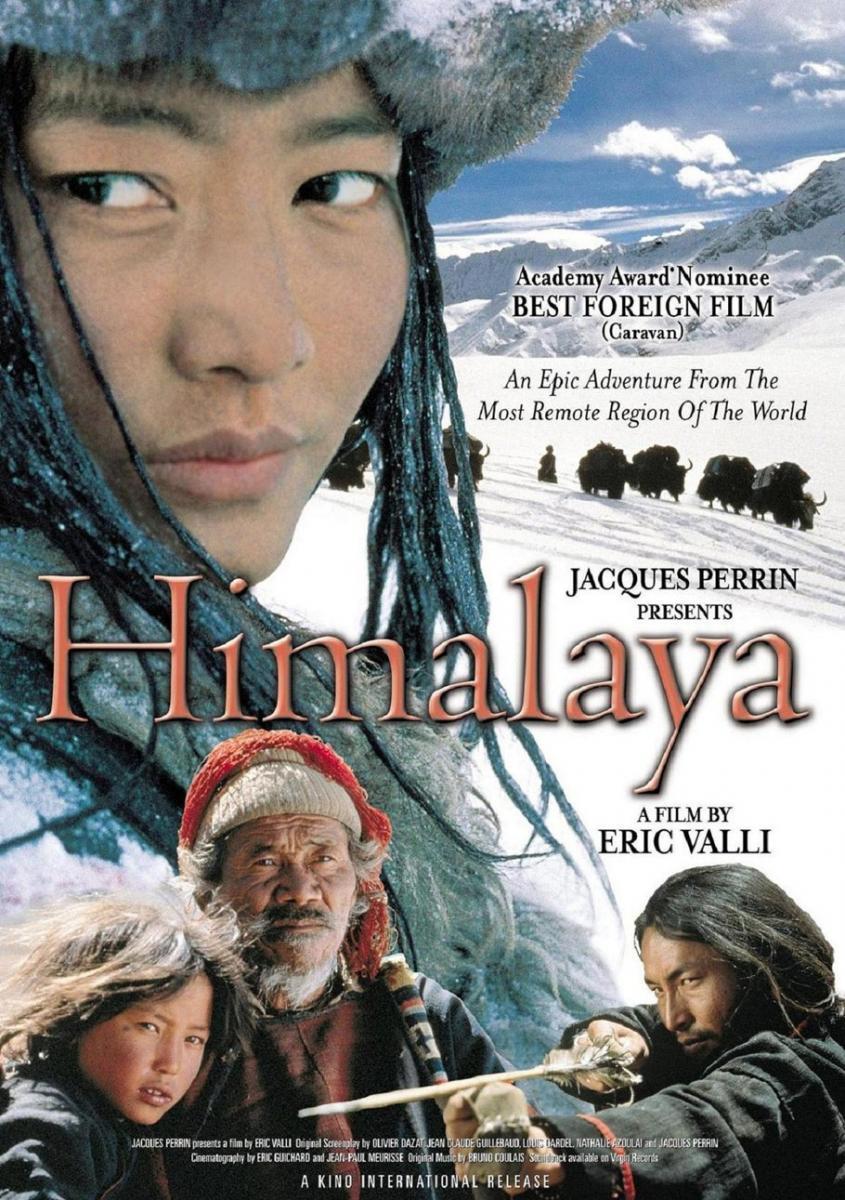 Academy Award® Nominee
BEST FOREIGN FILM
(Caravan)
An Epic Adventure From The
Most Remote Region Of The World
JACQUES PERRIN
PRESENTS
Himalaya
A FILM BY
ERIC VALLI
JACQUES PERRIN presents a film by ERIC VALLI Original Screenplay by OLIVIER DAZAT, JEAN CLAUDE GUILLEBAUD, LOUIS GARDEL, NATHALIE AZOULAI and JACQUES PERRIN
Cinematography by ERIC GUICHARD and JEAN-PAUL MEURISSE Original Music by BRUNO COULAIS Soundtrack available on Virgin Records
A KINO INTERNATIONAL RELEASE